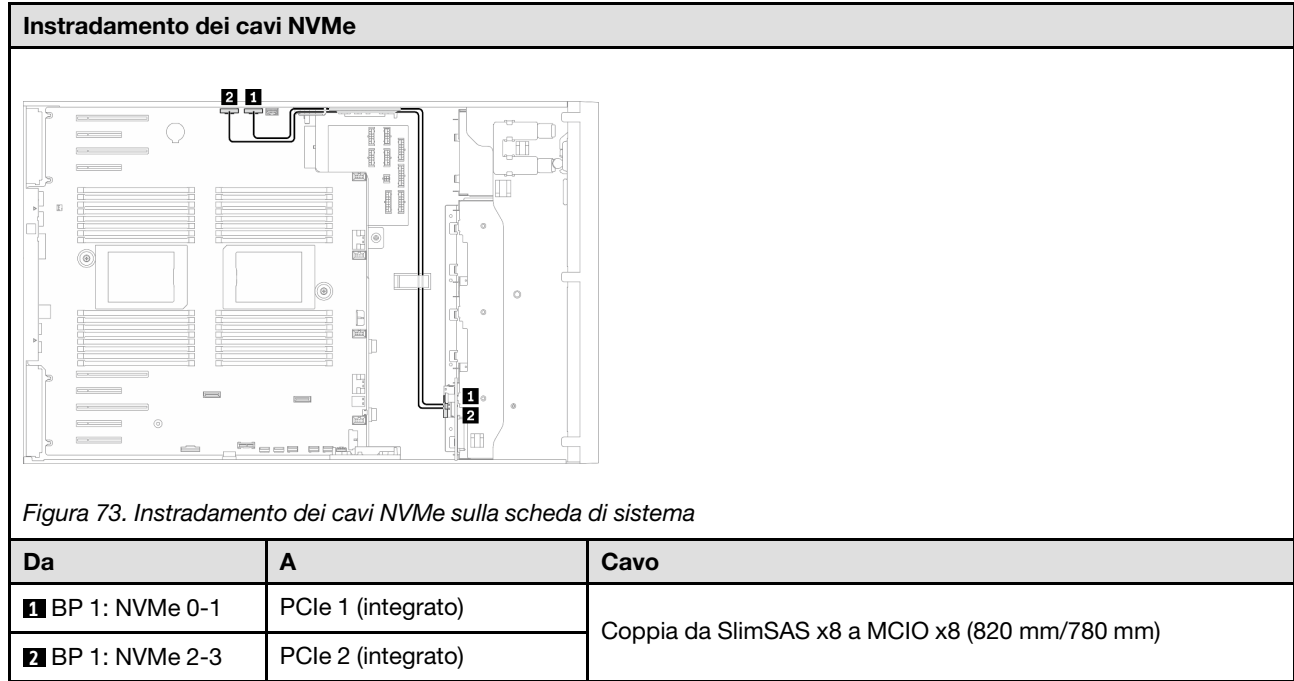 Instradamento dei cavi NVMe
2 1
1
2
Figura 73. Instradamento dei cavi NVMe sulla scheda di sistema
Da A Cavo
1 BP 1: NVMe 0-1 PCIe 1 (integrato) Coppia da SlimSAS x8 a MCIO x8 (820 mm/780 mm)
2 BP 1: NVMe 2-3 PCIe 2 (integrato)